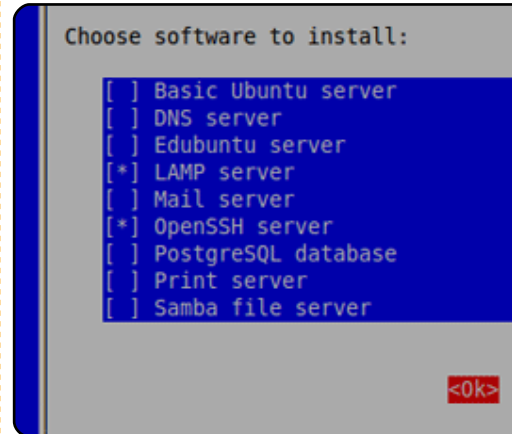 Choose software to install:
[ ] Basic Ubuntu server
[ ] DNS server
[ ] Edubuntu server
[*] LAMP server
[ ] Mail server
[*] OpenSSH server
[ ] PostgreSQL database
[ ] Print server
[ ] Samba file server
<Ok>